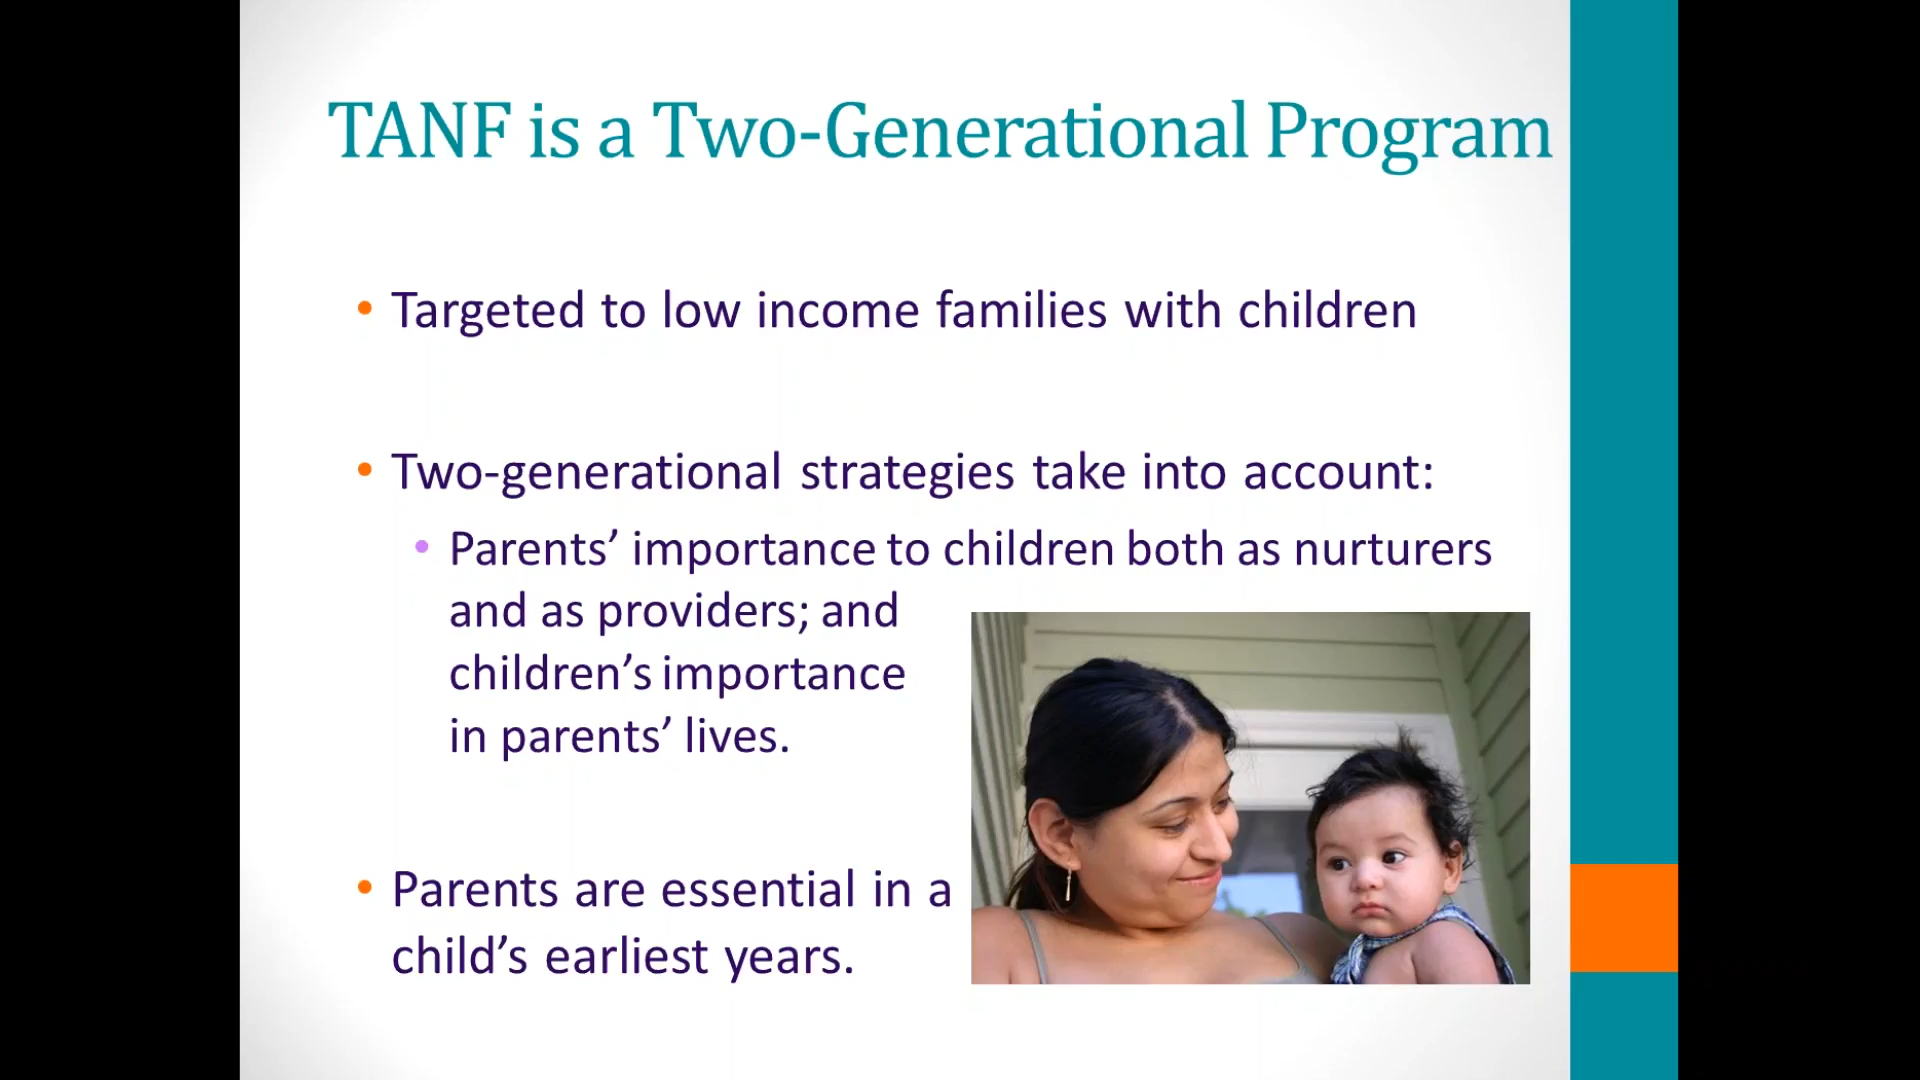 TANF is a Two-Generational Program
• Targeted to low income families with children
• Two-generational strategies take into account:
• Parents’ importance to children both as nurturers
and as providers; and
children’s importance
in parents’ lives.
• Parents are essential in a
child’s earliest years.